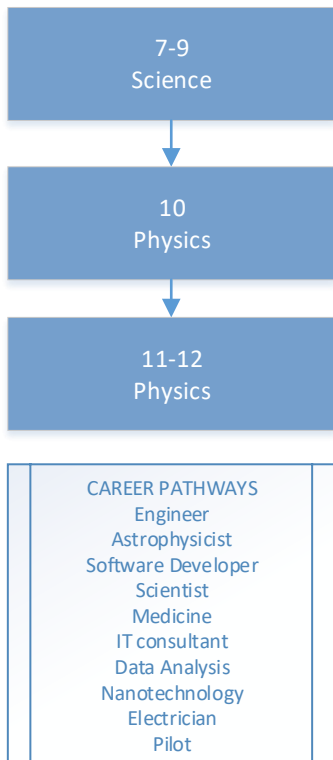 7-9
Science
10
Physics
11-12
Physics
CAREER PATHWAYS
Engineer
Astrophysicist
Software Developer
Scientist
Medicine
IT consultant
Data Analysis
Nanotechnology
Electrician
Pilot